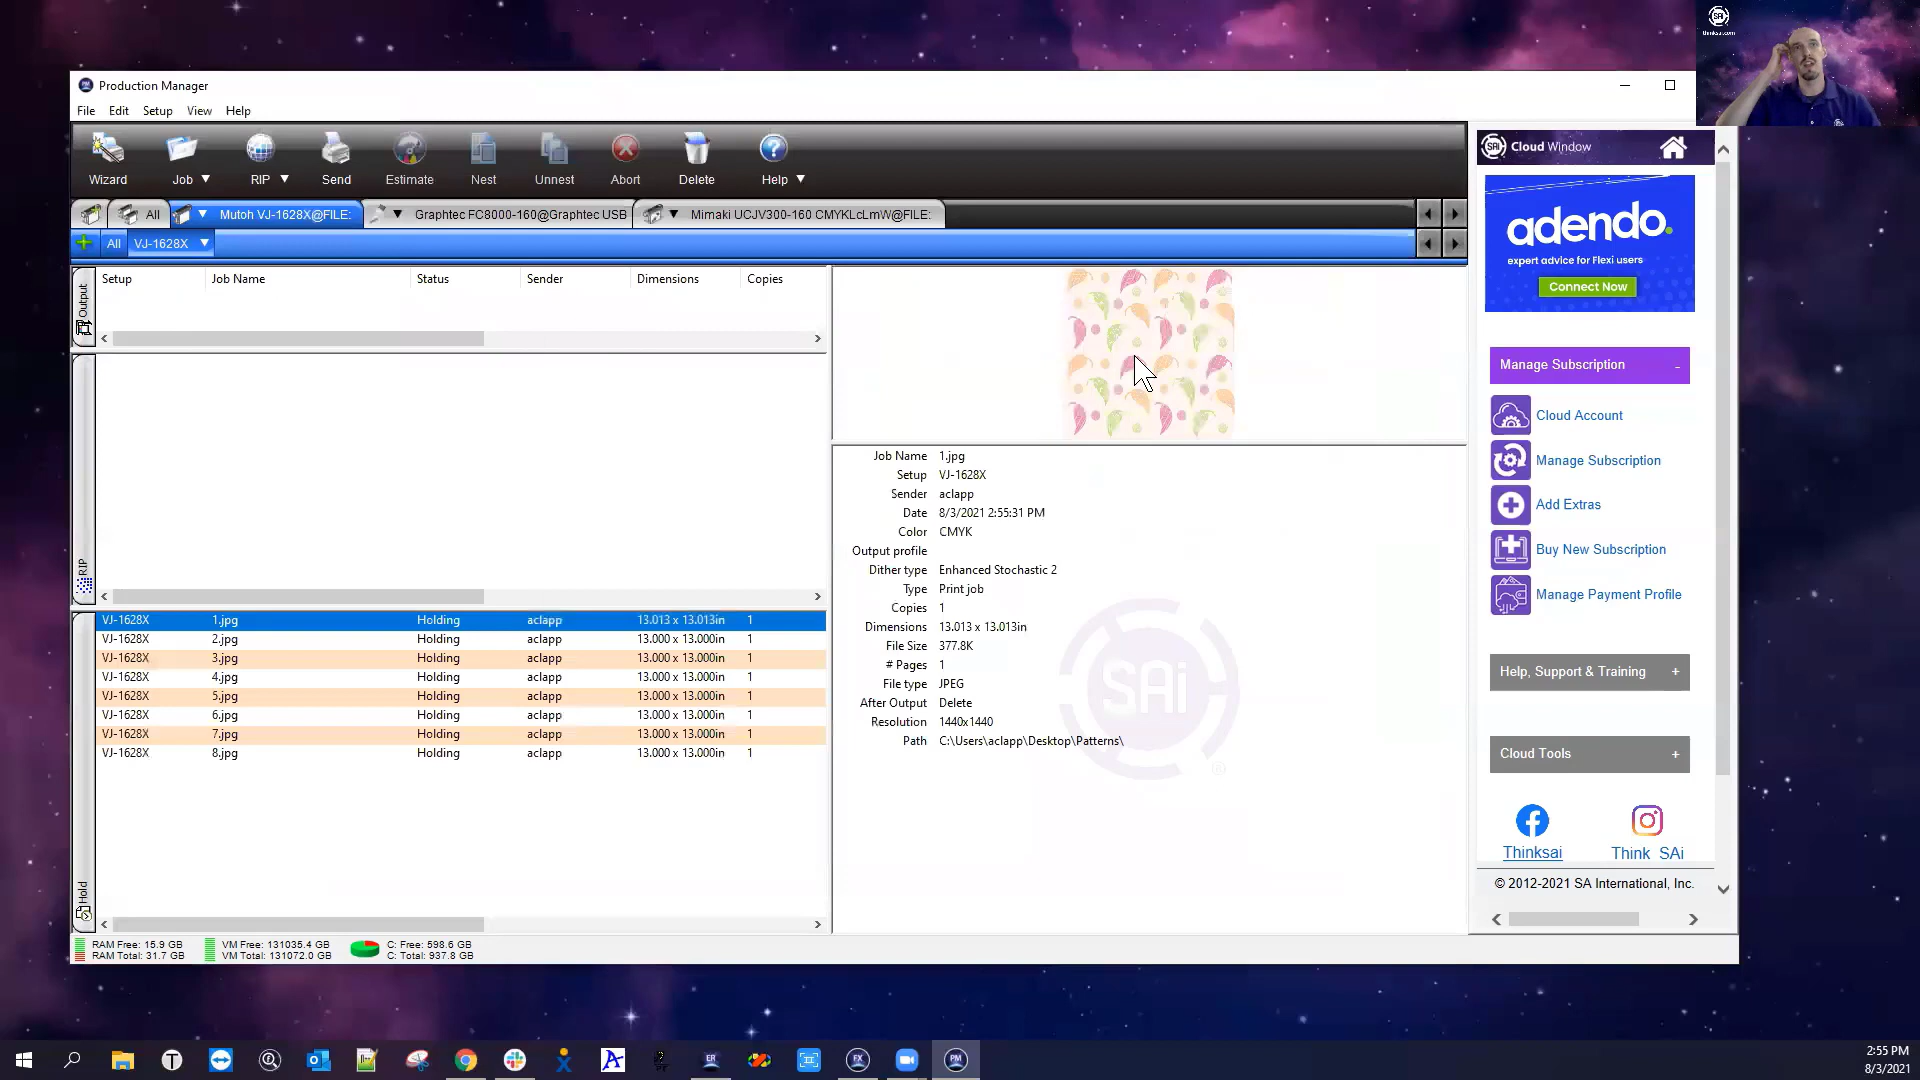 SAi
thinksai.com
PM Production Manager
File Edit Setup View Help
Wizard Job RIP Send Estimate Nest Unnest Abort Delete Help
All Mutoh VJ-1628X@FILE: Graphtec FC8000-160@Graphtec USB Mimaki UCJV300-160 CMYKLcLmW@FILE:
All VJ-1628X
Output
Setup Job Name Status Sender Dimensions Copies
RIP
Hold
VJ-1628X 1.jpg Holding aclapp 13.013 x 13.013in 1
VJ-1628X 2.jpg Holding aclapp 13.000 x 13.000in 1
VJ-1628X 3.jpg Holding aclapp 13.000 x 13.000in 1
VJ-1628X 4.jpg Holding aclapp 13.000 x 13.000in 1
VJ-1628X 5.jpg Holding aclapp 13.000 x 13.000in 1
VJ-1628X 6.jpg Holding aclapp 13.000 x 13.000in 1
VJ-1628X 7.jpg Holding aclapp 13.000 x 13.000in 1
VJ-1628X 8.jpg Holding aclapp 13.000 x 13.000in 1
Job Name 1.jpg
Setup VJ-1628X
Sender aclapp
Date 8/3/2021 2:55:31 PM
Color CMYK
Output profile
Dither type Enhanced Stochastic 2
Type Print job
Copies 1
Dimensions 13.013 x 13.013in
File Size 377.8K
# Pages 1
File type JPEG
After Output Delete
Resolution 1440x1440
Path C:\Users\aclapp\Desktop\Patterns\
SAi
SAi Cloud Window
adendo.
expert advice for Flexi users
Connect Now
Manage Subscription -
Cloud Account
Manage Subscription
Add Extras
Buy New Subscription
Manage Payment Profile
Help, Support & Training +
Cloud Tools +
Thinksai Think_SAi
© 2012-2021 SA International, Inc.
RAM Free: 15.9 GB VM Free: 131035.4 GB C: Free: 598.6 GB
RAM Total: 31.7 GB VM Total: 131072.0 GB C: Total: 937.8 GB
T A ER FX PM
2:55 PM
8/3/2021